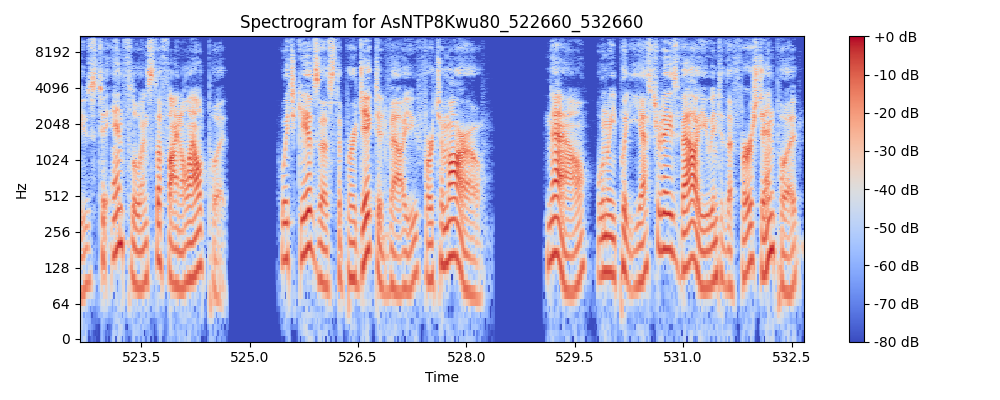 Spectrogram for AsNTP8Kwu80_522660_532660
8192
4096
2048
1024
512
256
128
64
0
Hz
523.5 525.0 526.5 528.0 529.5 531.0 532.5
Time
+0 dB
-10 dB
-20 dB
-30 dB
-40 dB
-50 dB
-60 dB
-70 dB
-80 dB